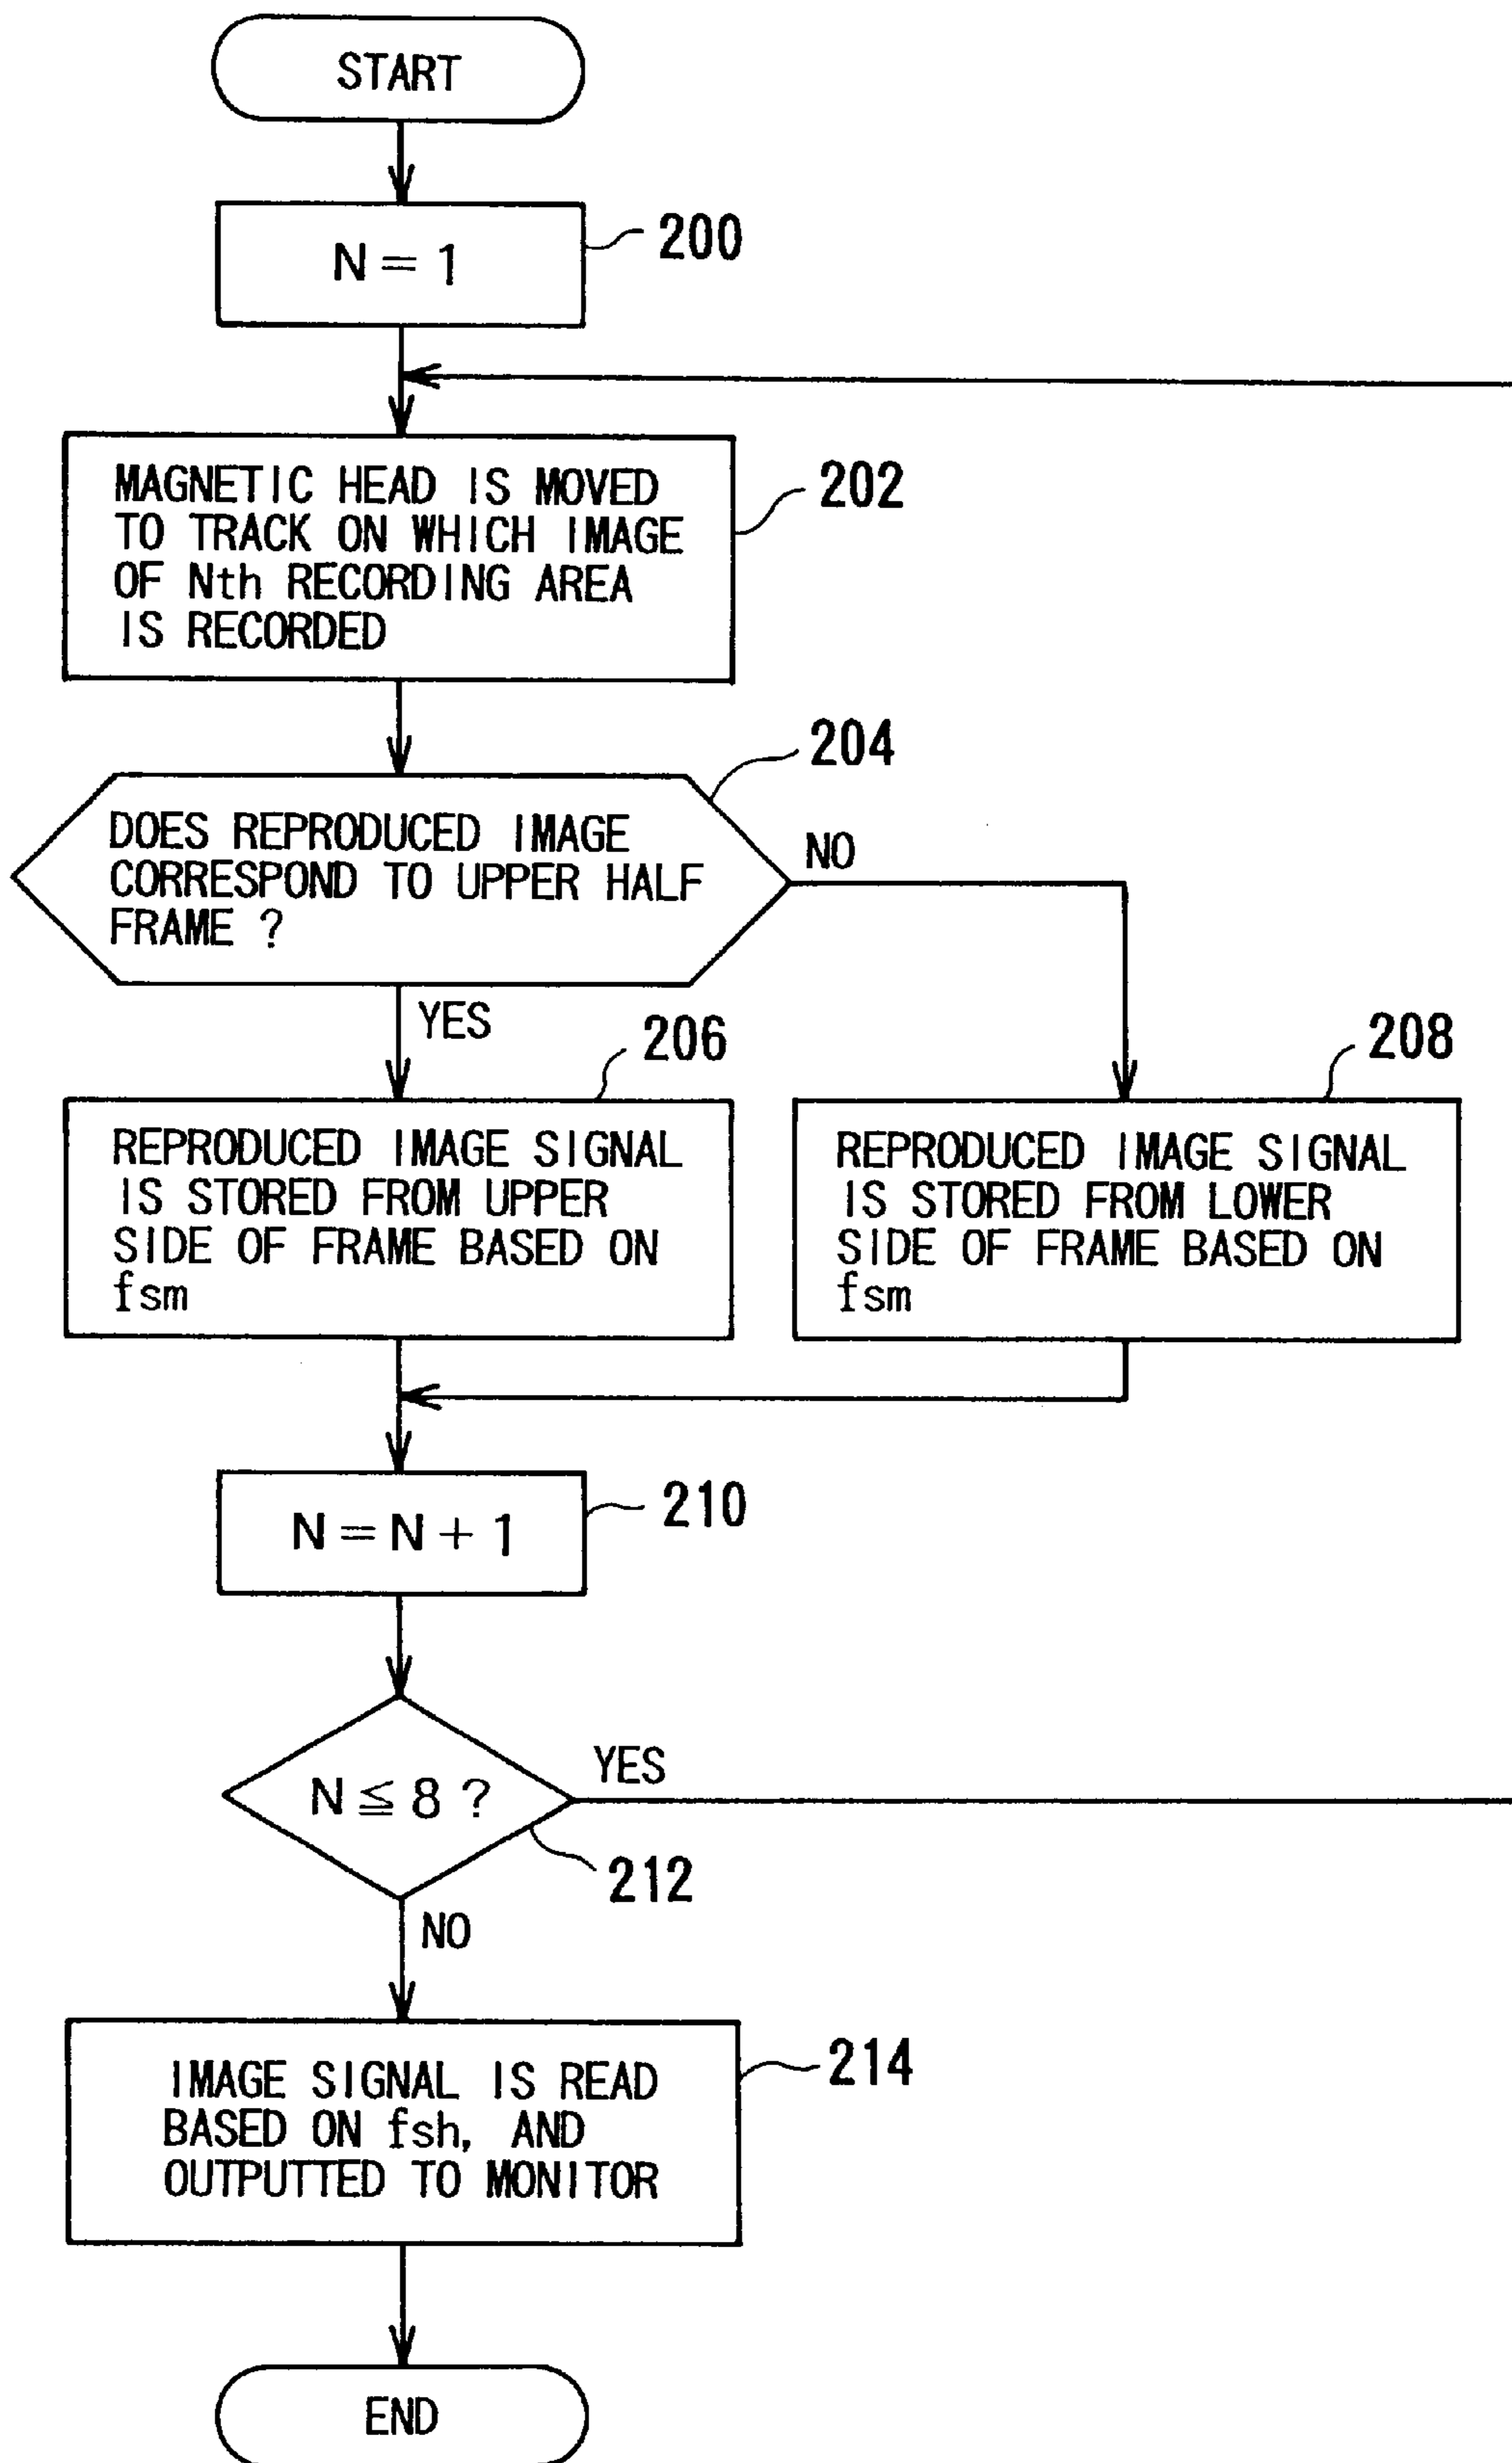 START
N = 1
200
MAGNETIC HEAD IS MOVED
TO TRACK ON WHICH IMAGE
OF Nth RECORDING AREA
IS RECORDED
202
DOES REPRODUCED IMAGE
CORRESPOND TO UPPER HALF
FRAME ?
204
NO
YES
206
REPRODUCED IMAGE SIGNAL
IS STORED FROM UPPER
SIDE OF FRAME BASED ON
fsm
208
REPRODUCED IMAGE SIGNAL
IS STORED FROM LOWER
SIDE OF FRAME BASED ON
fsm
N = N + 1
210
N ≦ 8 ?
YES
212
NO
IMAGE SIGNAL IS READ
BASED ON fsh, AND
OUTPUTTED TO MONITOR
214
END